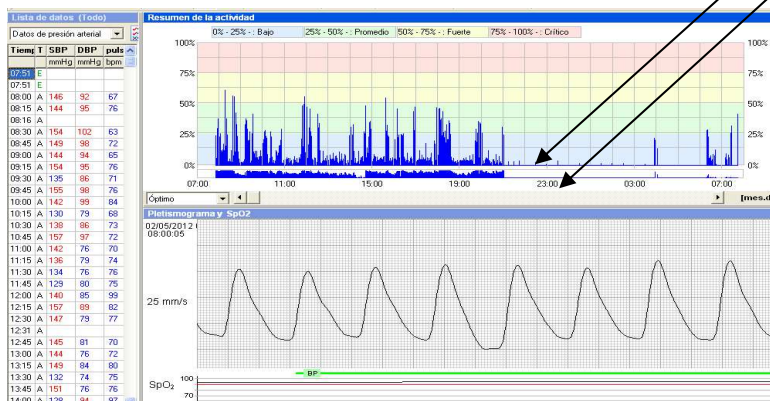 Lista de datos (Todo)
Datos de presión arterial
Tiemp T SBP DBP puls
mmHg mmHg bpm
07:51 E
07:51 E
08:00 A 146 92 67
08:15 A 144 95 76
08:16 A
08:30 A 154 102 63
08:45 A 149 98 72
09:00 A 144 94 65
09:15 A 154 95 76
09:30 A 135 86 71
09:45 A 155 98 76
10:00 A 142 99 84
10:15 A 130 79 68
10:30 A 138 86 73
10:45 A 157 97 72
11:00 A 142 76 70
11:15 A 136 79 74
11:30 A 134 76 76
11:45 A 129 80 75
12:00 A 140 85 99
12:15 A 157 89 82
12:30 A 147 79 77
12:31 A
12:45 A 145 81 70
13:00 A 144 76 72
13:15 A 149 84 80
13:30 A 132 74 75
13:45 A 151 76 76
14:00 A 128 94 97
Resumen de la actividad
0% - 25% - : Bajo 25% - 50% - : Promedio 50% - 75% - : Fuerte 75% - 100% - : Crítico
100% 100%
75% 75%
50% 50%
25% 25%
0% 0%
07:00 11:00 15:00 19:00 23:00 03:00 07:00
Óptimo [mes.d
Pletismograma y SpO2
02/05/2012
08:00:05
25 mm/s
BP
SpO₂ 100
70